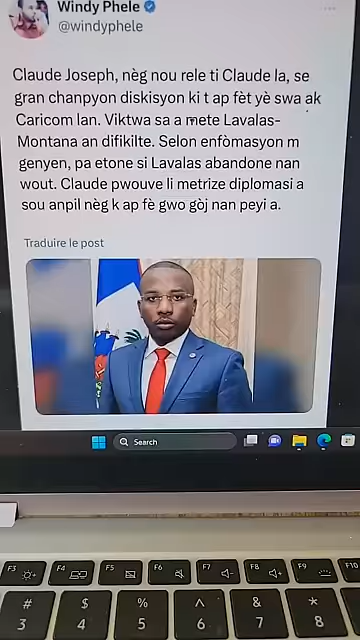 Windy Phele
@windyphele
Claude Joseph, nèg nou rele ti Claude la, se
gran chanpyon diskisyon ki t ap fèt yè swa ak
Caricom lan. Viktwa sa a mete Lavalas-
Montana an difikilte. Selon enfòmasyon m
genyen, pa etone si Lavalas abandone nan
wout. Claude pwouve li metrize diplomasi a
sou anpil nèg k ap fè gwo gòj nan peyi a.
Traduire le post
Search
F3 F4 F5 F6 F7 F8 F9 F10
# $ % ^ & *
3 4 5 6 7 8